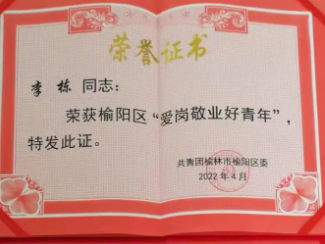 荣誉证书
李栋 同志：
荣获榆阳区“爱岗敬业好青年”，
特发此证。
共青团榆林市榆阳区委
2022年4月